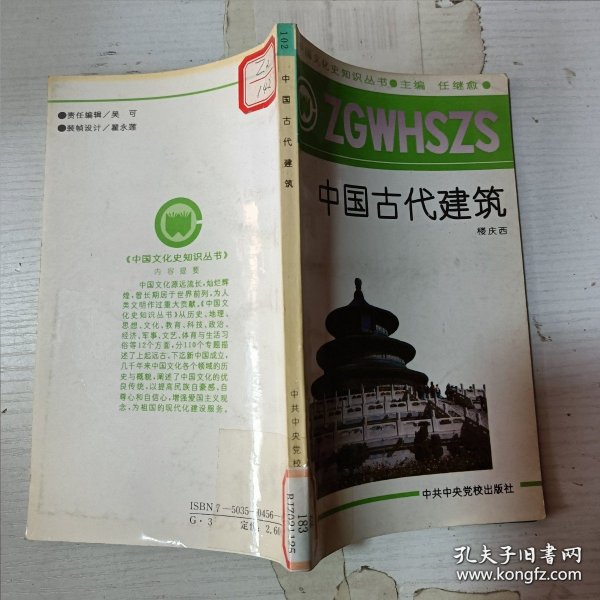 ●责任编辑/吴 可
●装帧设计/翟永莲
《中国文化史知识丛书》
内容提要
中国文化源远流长,灿烂辉
煌,曾长期居于世界前列,为人
类文明作过重大贡献。《中国文
化史知识丛书》从历史、地理、
思想、文化、教育、科技、政治、
经济、军事、文艺、体育与生活习
俗等12个方面,分110个专题描
述了上起远古、下迄新中国成立,
几千年来中国文化各个领域的历
史与概貌,阐述了中国文化的优
良传统,以提高民族自豪感、自
尊心和自信心,增强爱国主义观
念,为祖国的现代化建设服务。
ISBN 7-5035-0456-
G·3 定价:2.60
102
中国古代建筑
中共中央党校
183
国文化史知识丛书●主编 任继愈●
ZGWHSZS
中国古代建筑
楼庆西
中共中央党校出版社
孔夫子旧书网
www.kongfz.com